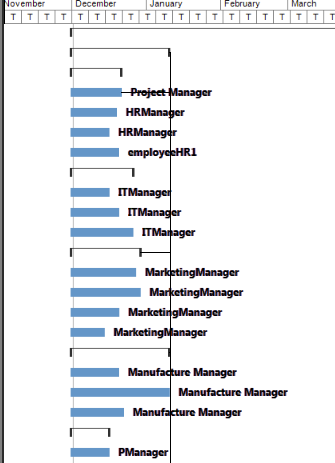 November December January February March
T T T T T T T T T T T T T T T T T T
Project Manager
HRManager
HRManager
employeeHR1
ITManager
ITManager
ITManager
MarketingManager
MarketingManager
MarketingManager
MarketingManager
Manufacture Manager
Manufacture Manager
Manufacture Manager
PManager